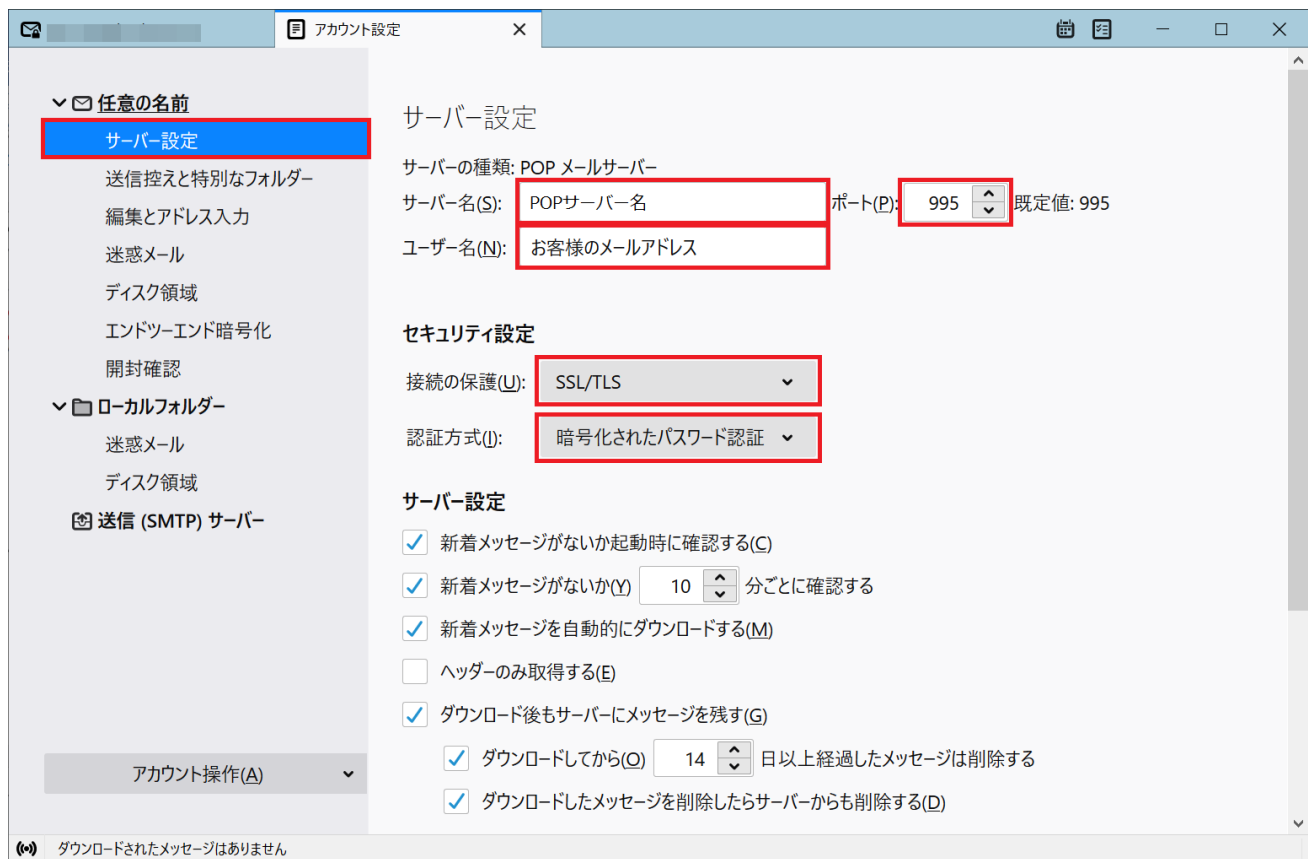 アカウント設定
任意の名前
サーバー設定
送信控えと特別なフォルダー
編集とアドレス入力
迷惑メール
ディスク領域
エンドツーエンド暗号化
開封確認
ローカルフォルダー
迷惑メール
ディスク領域
送信 (SMTP) サーバー
アカウント操作(A)
サーバー設定
サーバーの種類: POP メールサーバー
サーバー名(S): POPサーバー名 ポート(P): 995 既定値: 995
ユーザー名(N): お客様のメールアドレス
セキュリティ設定
接続の保護(U): SSL/TLS
認証方式(I): 暗号化されたパスワード認証
サーバー設定
新着メッセージがないか起動時に確認する(C)
新着メッセージがないか(Y) 10 分ごとに確認する
新着メッセージを自動的にダウンロードする(M)
ヘッダーのみ取得する(E)
ダウンロード後もサーバーにメッセージを残す(G)
ダウンロードしてから(O) 14 日以上経過したメッセージは削除する
ダウンロードしたメッセージを削除したらサーバーからも削除する(D)
ダウンロードされたメッセージはありません